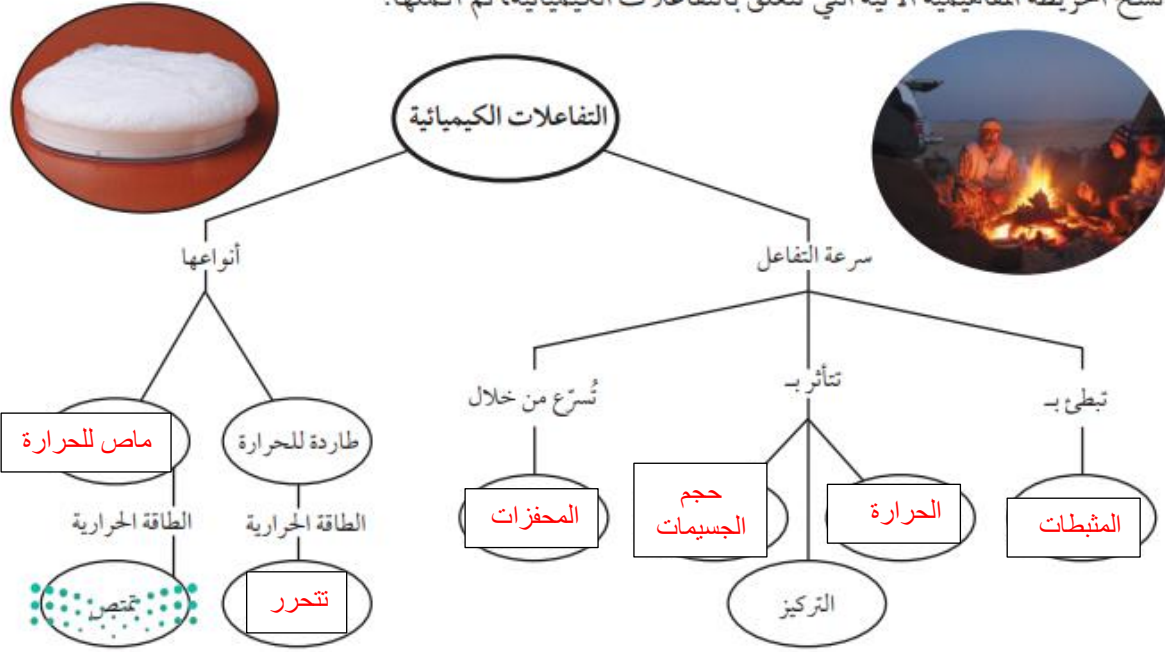 التفاعلات الكيميائية
سرعة التفاعل
أنواعها
تبطئ بـ
تتأثر بـ
تُسرّع من خلال
المثبطات
الحرارة
حجم
الجسيمات
التركيز
المحفزات
طاردة للحرارة
ماص للحرارة
الطاقة الحرارية
الطاقة الحرارية
تتحرر
تمتص